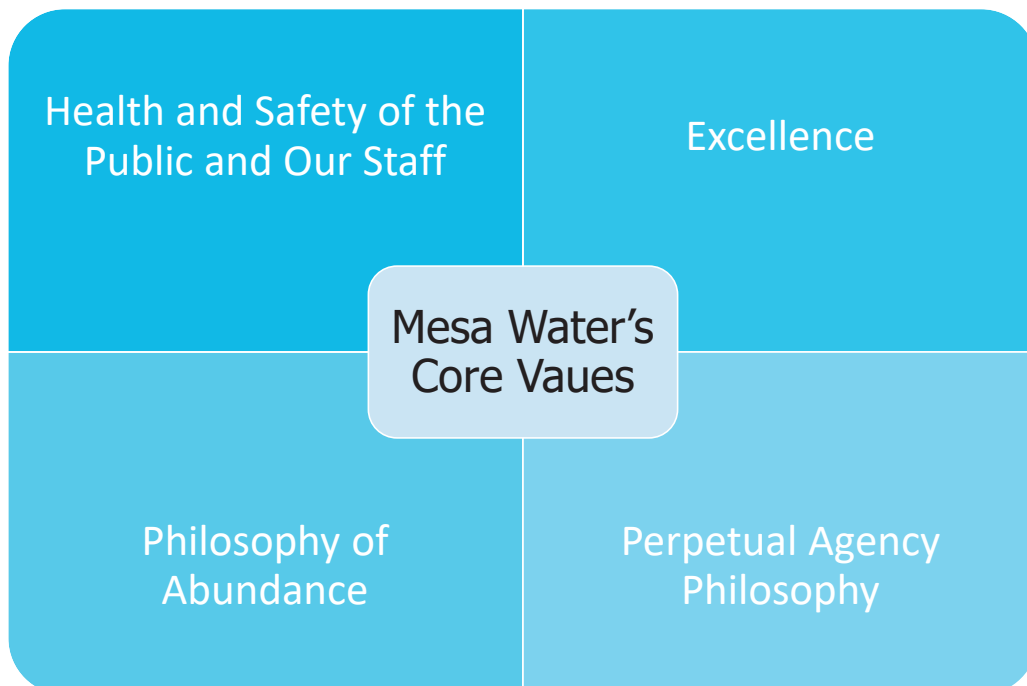 Health and Safety of the
Public and Our Staff
Excellence
Mesa Water’s
Core Vaues
Philosophy of
Abundance
Perpetual Agency
Philosophy